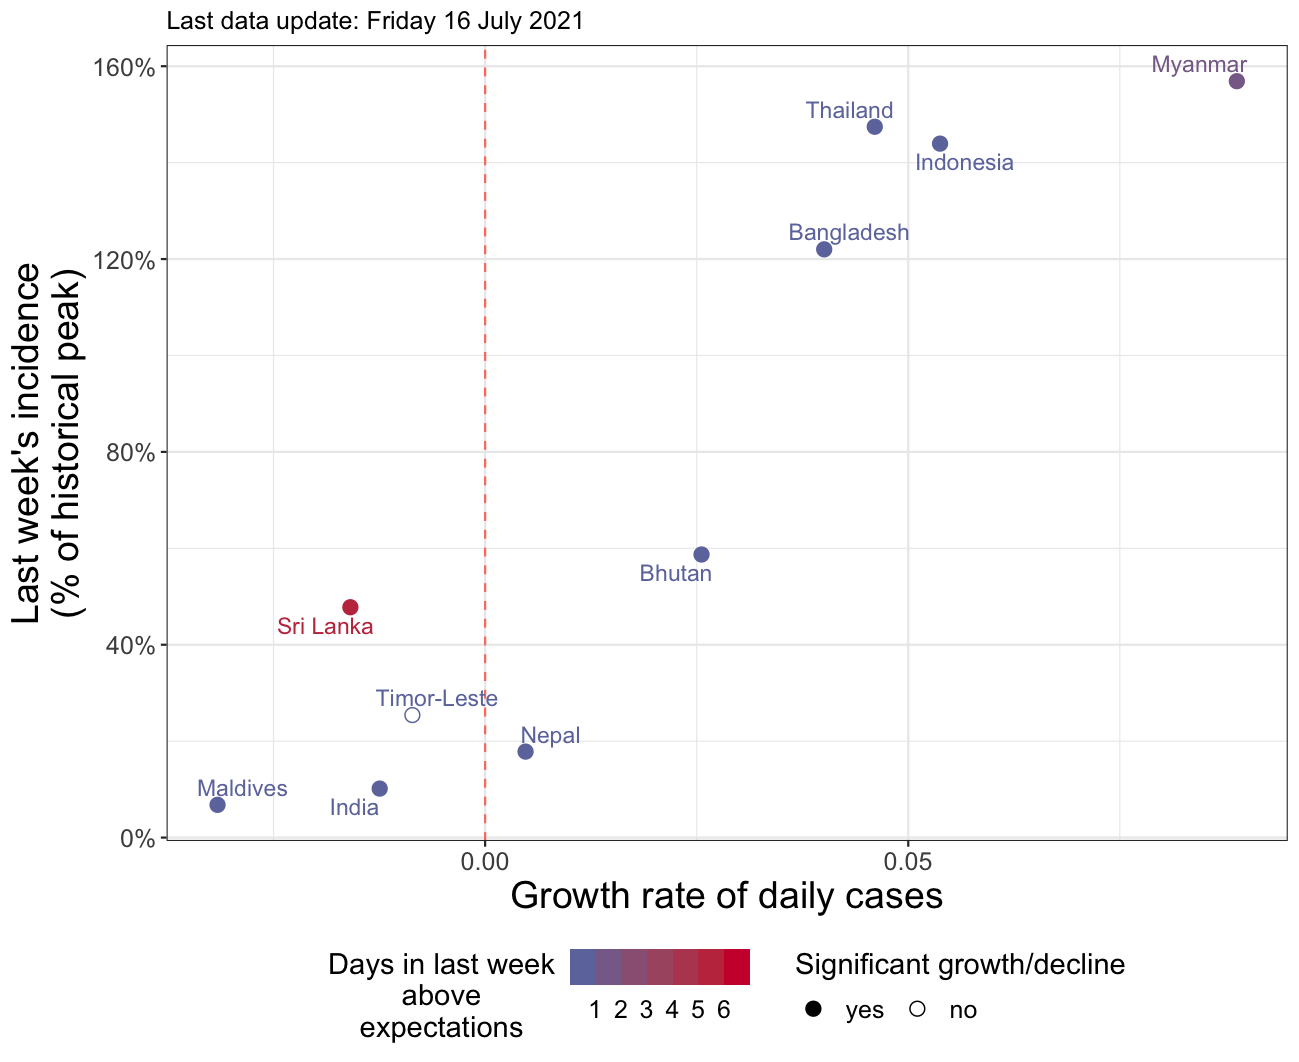 Last data update: Friday 16 July 2021
160%
120%
80%
40%
0%
Last week's incidence
(% of historical peak)
Myanmar
Thailand
Indonesia
Bangladesh
Bhutan
Sri Lanka
Timor-Leste
Nepal
Maldives
India
0.00
0.05
Growth rate of daily cases
Days in last week
above
expectations
1 2 3 4 5 6
Significant growth/decline
yes no